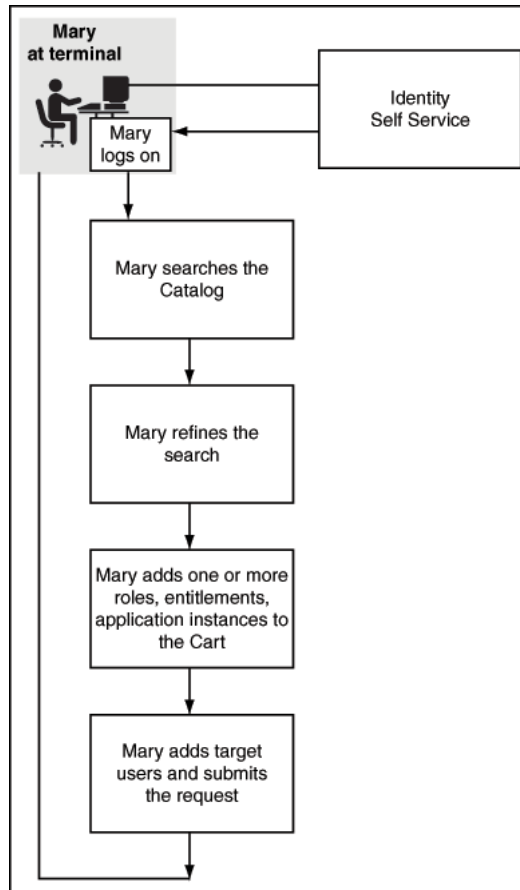 Mary
at terminal
Identity
Self Service
Mary
logs on
Mary searches the
Catalog
Mary refines the
search
Mary adds one or more
roles, entitlements,
application instances to
the Cart
Mary adds target
users and submits
the request